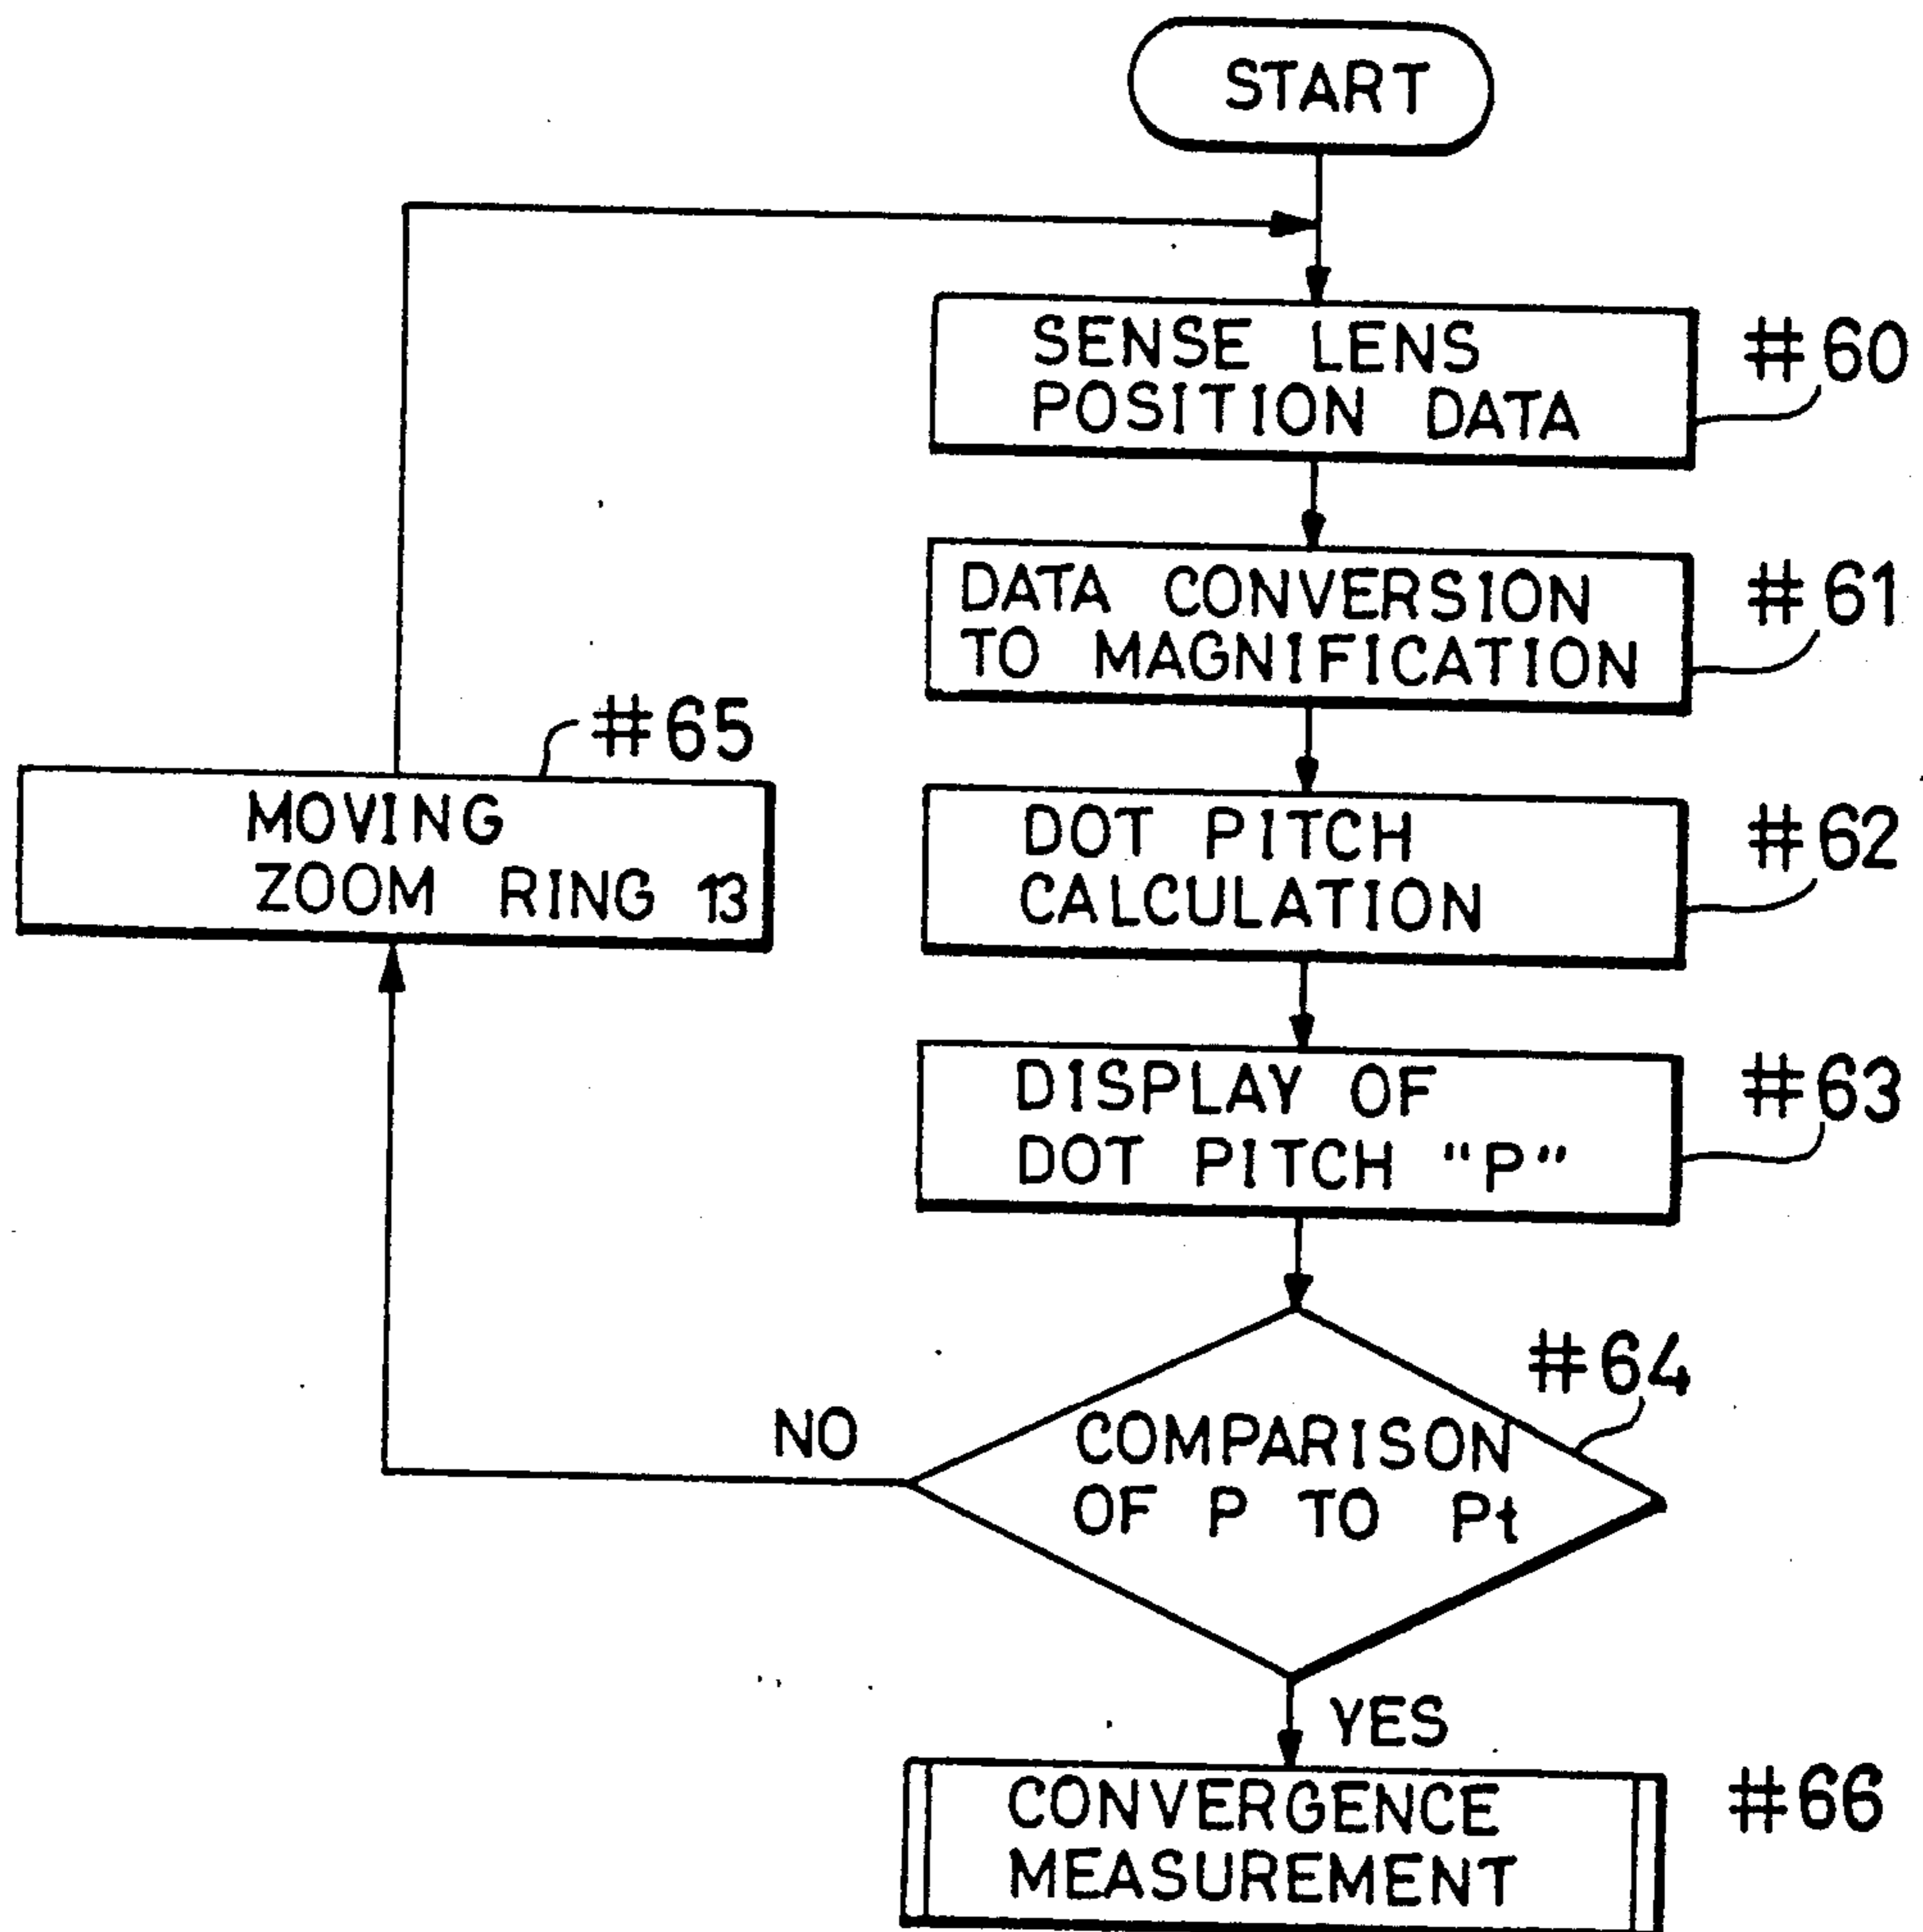 START
SENSE LENS
POSITION DATA
#60
DATA CONVERSION
TO MAGNIFICATION
#61
DOT PITCH
CALCULATION
#62
DISPLAY OF
DOT PITCH "P"
#63
COMPARISON
OF P TO Pt
#64
NO
MOVING
ZOOM RING 13
#65
YES
CONVERGENCE
MEASUREMENT
#66